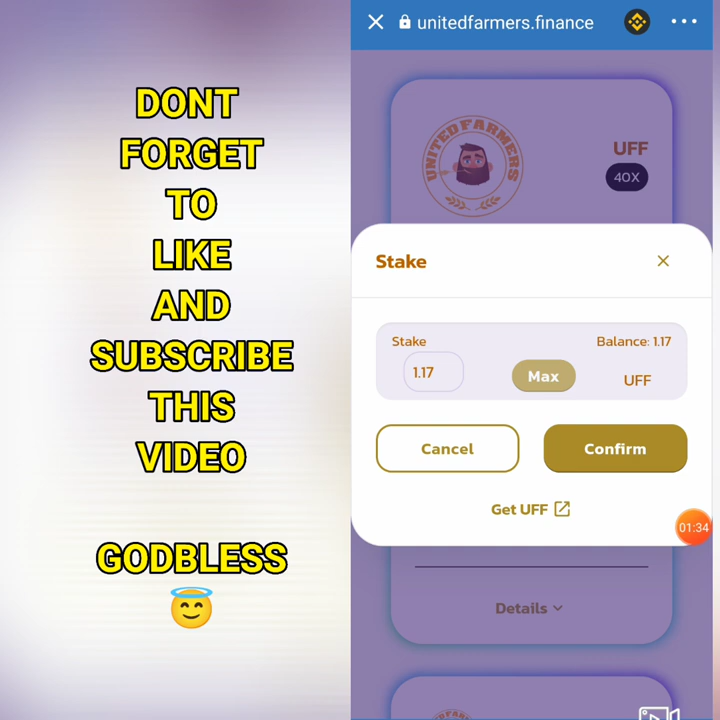 DONT
FORGET
TO
LIKE
AND
SUBSCRIBE
THIS
VIDEO
GODBLESS
unitedfarmers.finance
UNITED FARMERS
UFF
40X
Stake
Stake
Balance: 1.17
1.17
Max
UFF
Cancel
Confirm
Get UFF
01:34
Details